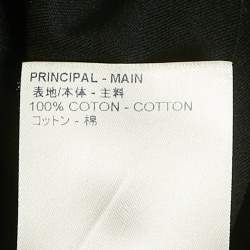 PRINCIPAL - MAIN
表地/本体 - 主料
100% COTON - COTTON
コットン - 棉